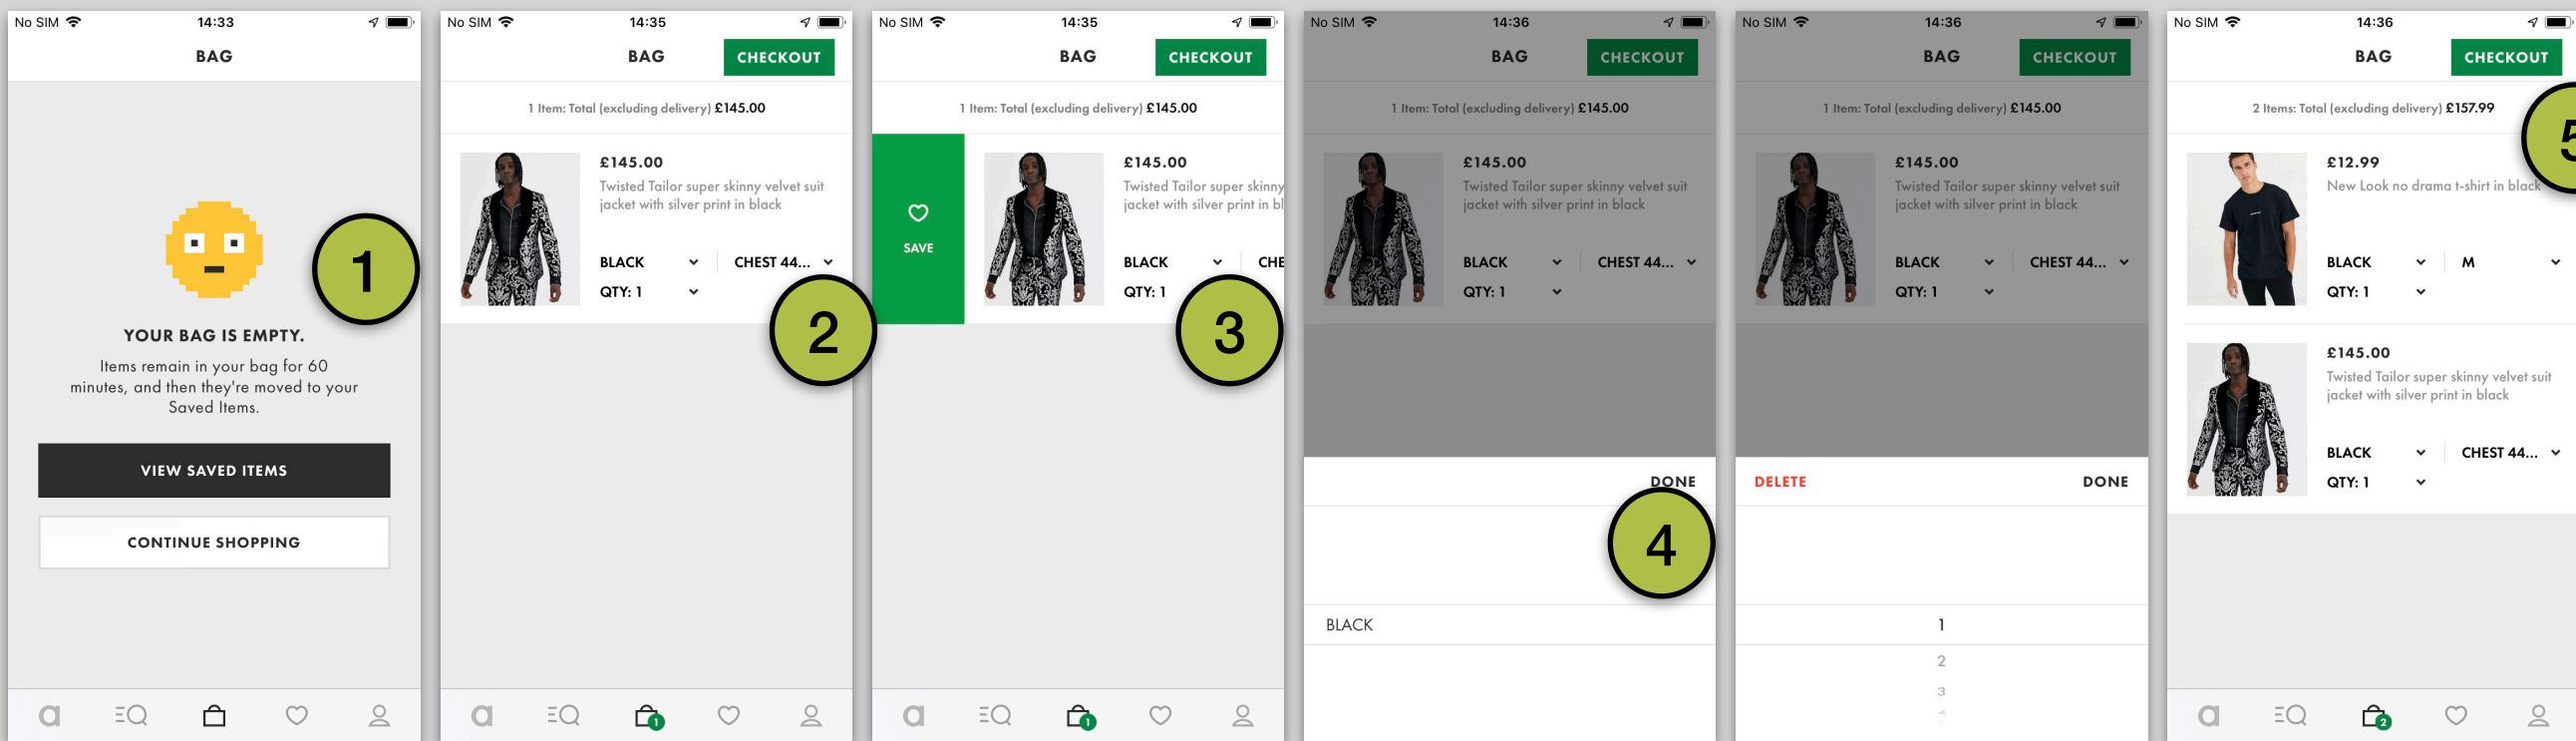 No SIM 14:33
BAG
YOUR BAG IS EMPTY.
Items remain in your bag for 60
minutes, and then they're moved to your
Saved Items.
VIEW SAVED ITEMS
CONTINUE SHOPPING
1
No SIM 14:35
BAG CHECKOUT
1 Item: Total (excluding delivery) £145.00
£145.00
Twisted Tailor super skinny velvet suit
jacket with silver print in black
BLACK CHEST 44...
QTY: 1
2
1
No SIM 14:35
BAG CHECKOUT
1 Item: Total (excluding delivery) £145.00
SAVE
£145.00
Twisted Tailor super skinny
jacket with silver print in bl
BLACK CHE
QTY: 1
3
1
No SIM 14:36
BAG CHECKOUT
1 Item: Total (excluding delivery) £145.00
£145.00
Twisted Tailor super skinny velvet suit
jacket with silver print in black
BLACK CHEST 44...
QTY: 1
DONE
4
BLACK
No SIM 14:36
BAG CHECKOUT
1 Item: Total (excluding delivery) £145.00
£145.00
Twisted Tailor super skinny velvet suit
jacket with silver print in black
BLACK CHEST 44...
QTY: 1
DELETE DONE
1
2
3
No SIM 14:36
BAG CHECKOUT
2 Items: Total (excluding delivery) £157.99
5
£12.99
New Look no drama t-shirt in black
BLACK M
QTY: 1
£145.00
Twisted Tailor super skinny velvet suit
jacket with silver print in black
BLACK CHEST 44...
QTY: 1
2